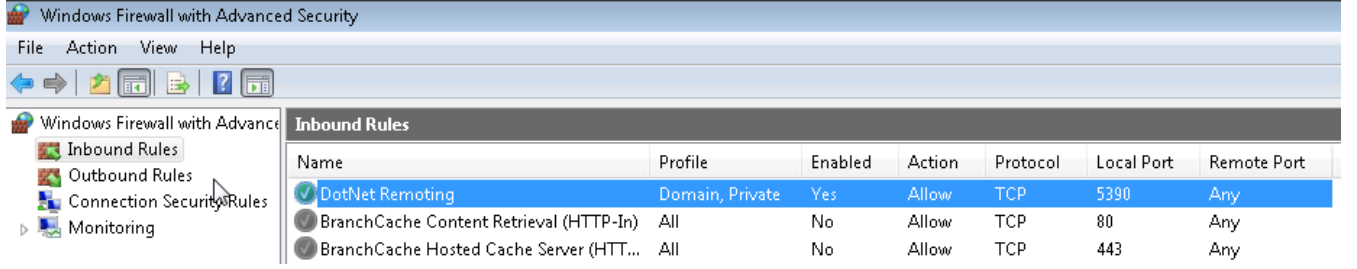 Windows Firewall with Advanced Security
File Action View Help
Windows Firewall with Advance
Inbound Rules
Outbound Rules
Connection Security Rules
Monitoring
Inbound Rules
Name Profile Enabled Action Protocol Local Port Remote Port
DotNet Remoting Domain, Private Yes Allow TCP 5390 Any
BranchCache Content Retrieval (HTTP-In) All No Allow TCP 80 Any
BranchCache Hosted Cache Server (HTT... All No Allow TCP 443 Any